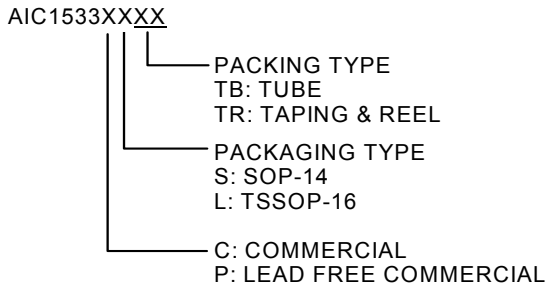 AIC1533XXXX
PACKING TYPE
TB: TUBE
TR: TAPING & REEL
PACKAGING TYPE
S: SOP-14
L: TSSOP-16
C: COMMERCIAL
P: LEAD FREE COMMERCIAL